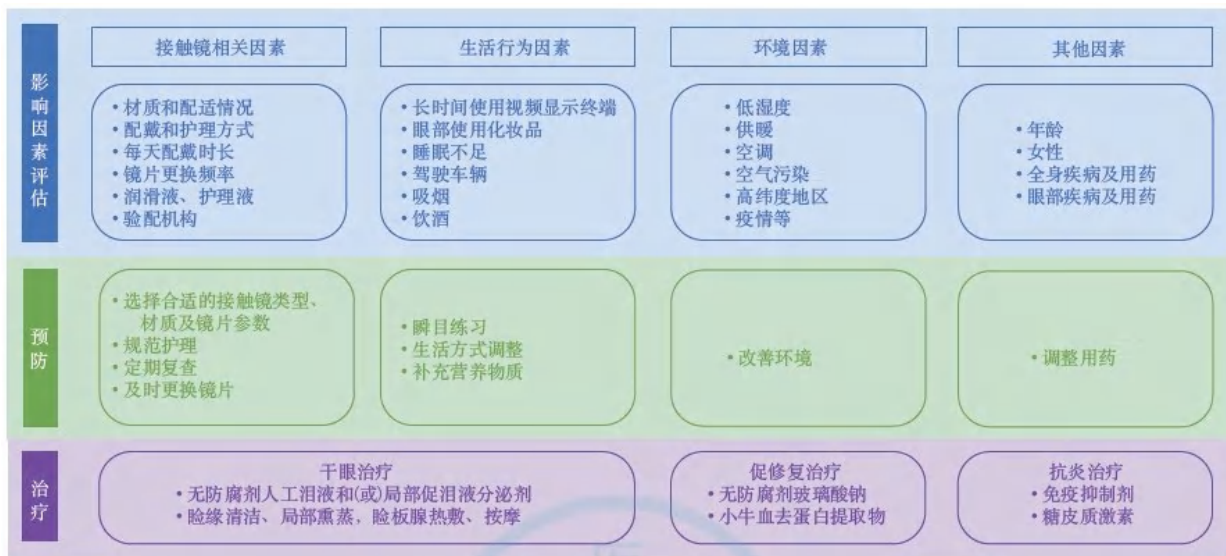 影响因素评估
接触镜相关因素
• 材质和配适情况
• 配戴和护理方式
• 每天配戴时长
• 镜片更换频率
• 润滑液、护理液
• 验配机构
生活行为因素
• 长时间使用视频显示终端
• 眼部使用化妆品
• 睡眠不足
• 驾驶车辆
• 吸烟
• 饮酒
环境因素
• 低湿度
• 供暖
• 空调
• 空气污染
• 高纬度地区
• 疫情等
其他因素
• 年龄
• 女性
• 全身疾病及用药
• 眼部疾病及用药
预防
• 选择合适的接触镜类型、
材质及镜片参数
• 规范护理
• 定期复查
• 及时更换镜片
• 瞬目练习
• 生活方式调整
• 补充营养物质
• 改善环境
• 调整用药
治疗
干眼治疗
• 无防腐剂人工泪液和(或)局部促泪液分泌剂
• 睑缘清洁、局部熏蒸，睑板腺热敷、按摩
促修复治疗
• 无防腐剂玻璃酸钠
• 小牛血去蛋白提取物
抗炎治疗
• 免疫抑制剂
• 糖皮质激素